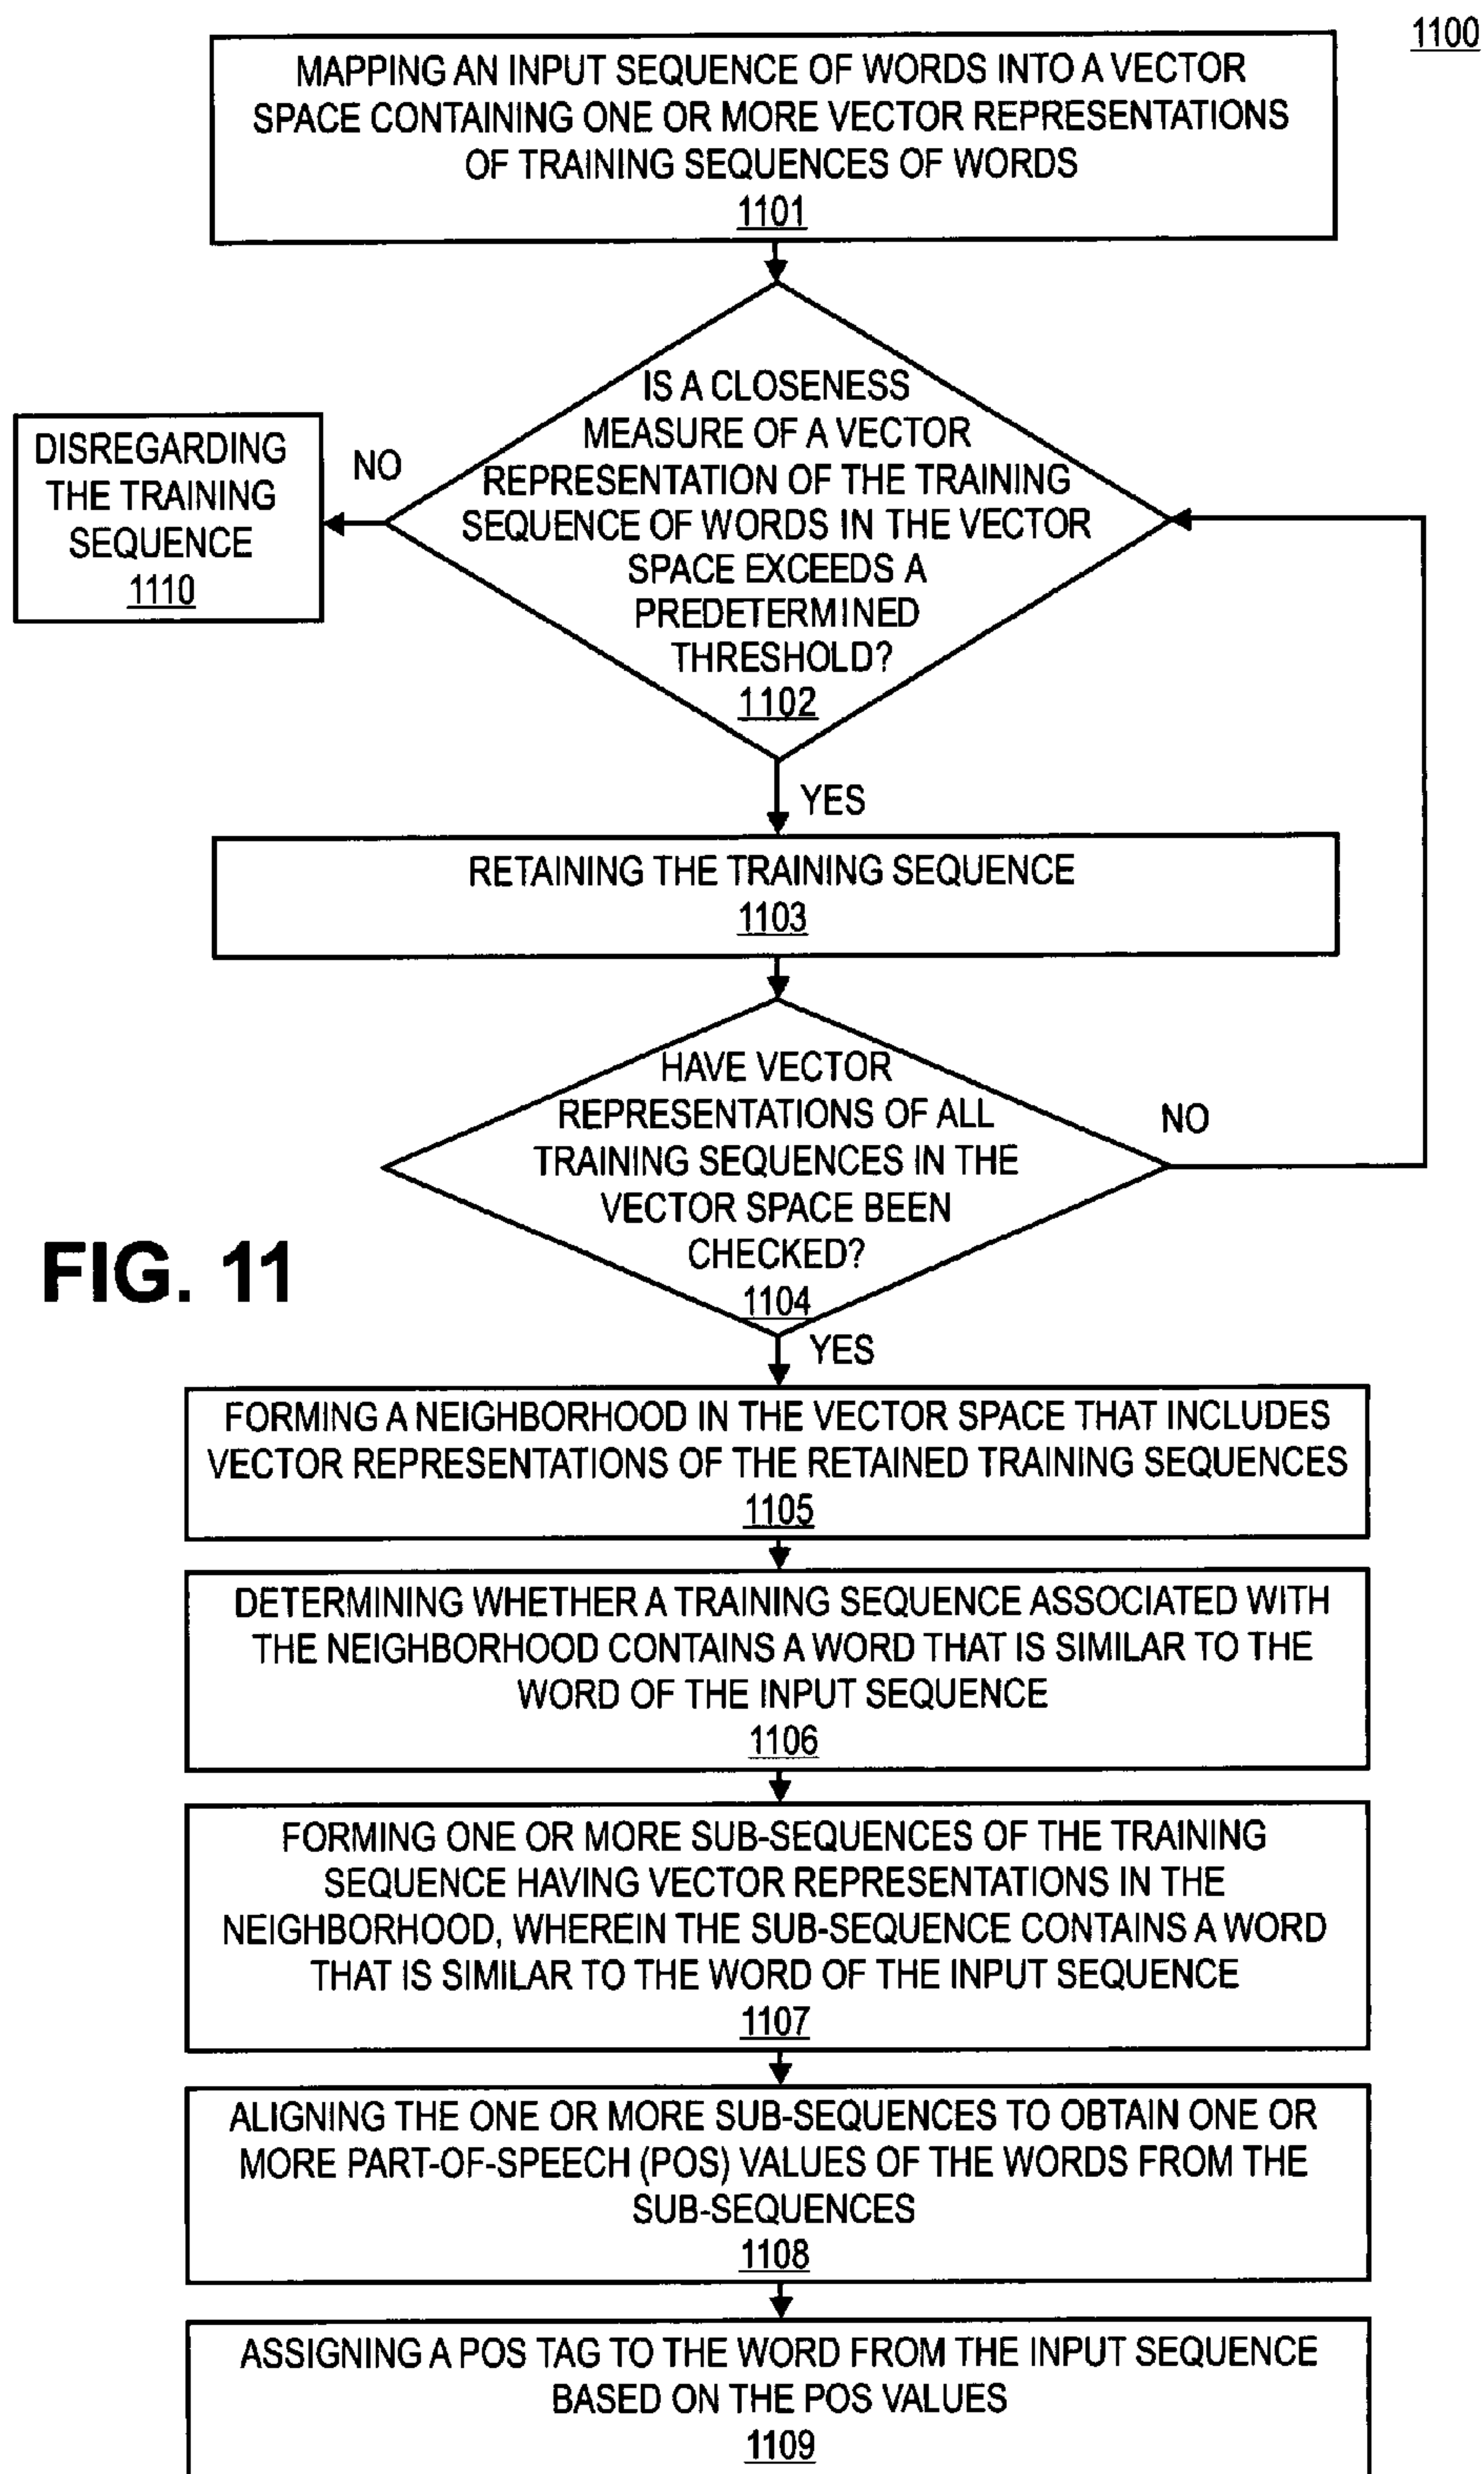 1100
MAPPING AN INPUT SEQUENCE OF WORDS INTO A VECTOR
SPACE CONTAINING ONE OR MORE VECTOR REPRESENTATIONS
OF TRAINING SEQUENCES OF WORDS
1101
IS A CLOSENESS
MEASURE OF A VECTOR
REPRESENTATION OF THE TRAINING
SEQUENCE OF WORDS IN THE VECTOR
SPACE EXCEEDS A
PREDETERMINED
THRESHOLD?
1102
NO
DISREGARDING
THE TRAINING
SEQUENCE
1110
YES
RETAINING THE TRAINING SEQUENCE
1103
HAVE VECTOR
REPRESENTATIONS OF ALL
TRAINING SEQUENCES IN THE
VECTOR SPACE BEEN
CHECKED?
1104
NO
FIG. 11
YES
FORMING A NEIGHBORHOOD IN THE VECTOR SPACE THAT INCLUDES
VECTOR REPRESENTATIONS OF THE RETAINED TRAINING SEQUENCES
1105
DETERMINING WHETHER A TRAINING SEQUENCE ASSOCIATED WITH
THE NEIGHBORHOOD CONTAINS A WORD THAT IS SIMILAR TO THE
WORD OF THE INPUT SEQUENCE
1106
FORMING ONE OR MORE SUB-SEQUENCES OF THE TRAINING
SEQUENCE HAVING VECTOR REPRESENTATIONS IN THE
NEIGHBORHOOD, WHEREIN THE SUB-SEQUENCE CONTAINS A WORD
THAT IS SIMILAR TO THE WORD OF THE INPUT SEQUENCE
1107
ALIGNING THE ONE OR MORE SUB-SEQUENCES TO OBTAIN ONE OR
MORE PART-OF-SPEECH (POS) VALUES OF THE WORDS FROM THE
SUB-SEQUENCES
1108
ASSIGNING A POS TAG TO THE WORD FROM THE INPUT SEQUENCE
BASED ON THE POS VALUES
1109